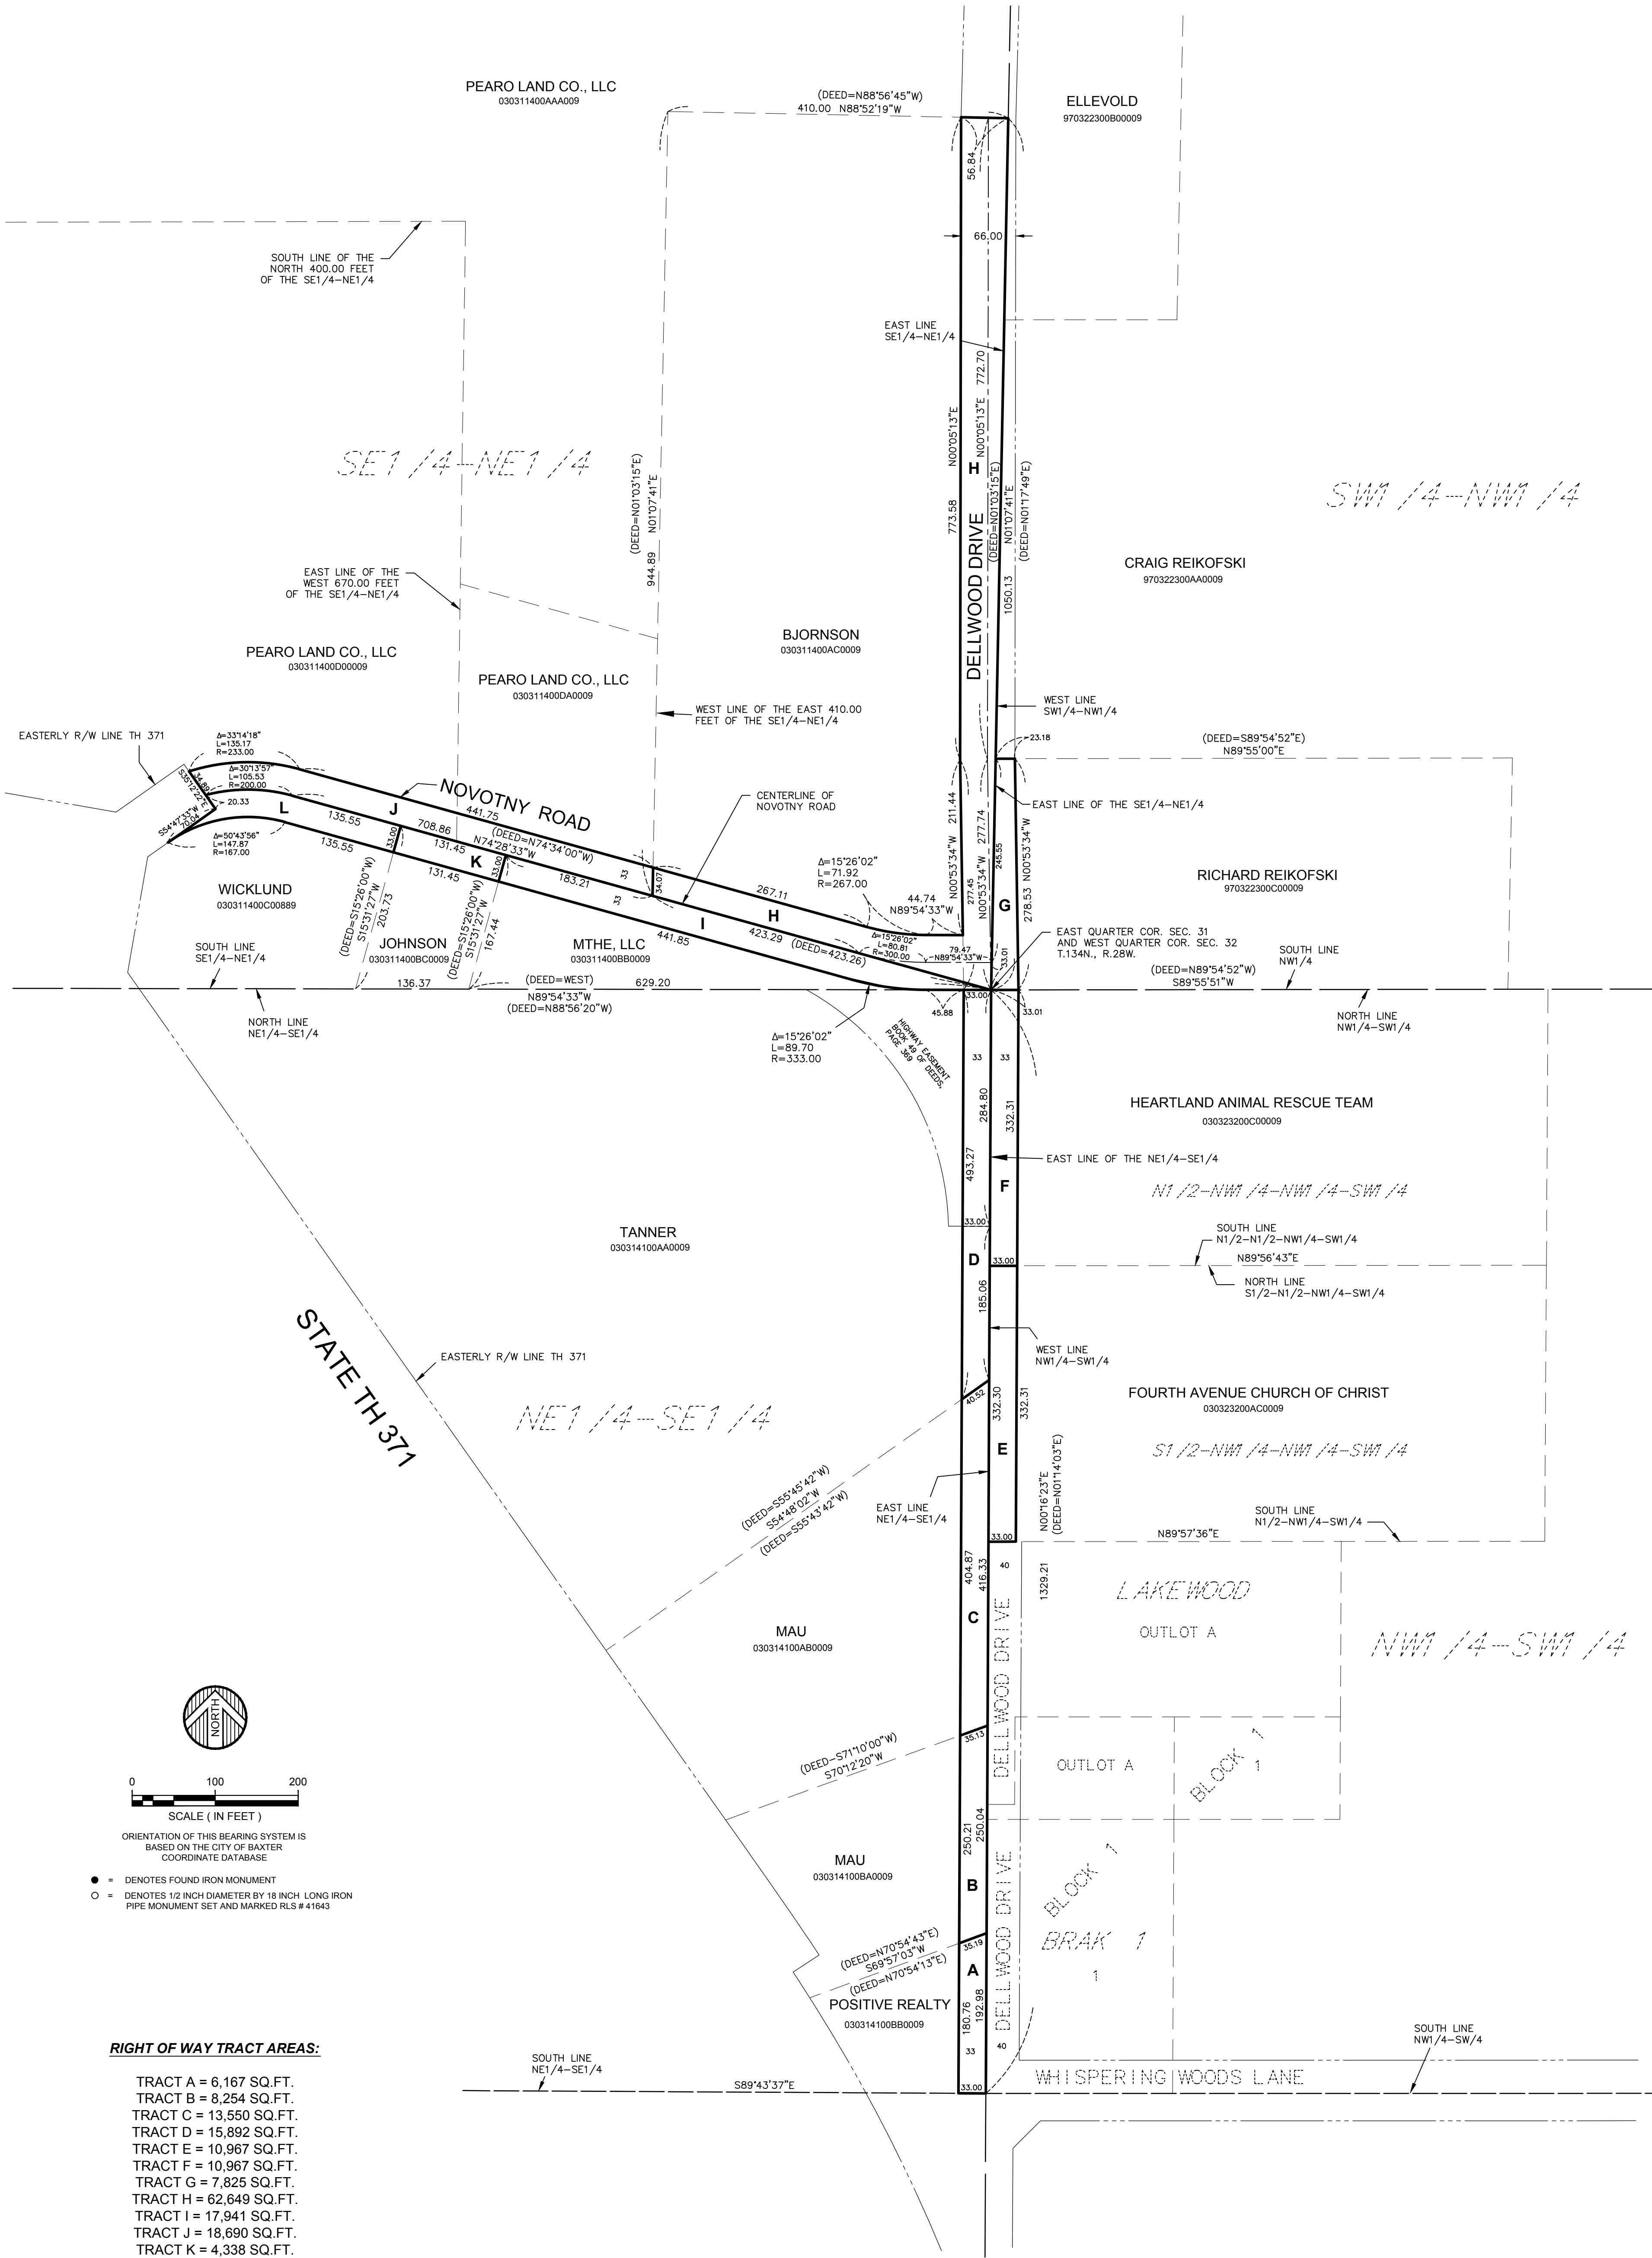 PEARO LAND CO., LLC
030311400AAA009
(DEED=N88°56'45"W)
410.00 N88°52'19"W
ELLEVOLD
970322300B00009
56.84
66.00
SOUTH LINE OF THE
NORTH 400.00 FEET
OF THE SE1/4-NE1/4
EAST LINE
SE1/4-NE1/4
772.70
N00°05'13"E
N00°05'13"E
773.58
H
DELLWOOD DRIVE
(DEED=N01°03'15"E)
N01°07'41"E
1050.13
(DEED=N01°17'49"E)
SE1/4-NE1/4
SW1/4-NW1/4
(DEED=N01°03'15"E)
944.89 N01°07'41"E
EAST LINE OF THE
WEST 670.00 FEET
OF THE SE1/4-NE1/4
CRAIG REIKOFSKI
970322300AA0009
BJORNSON
030311400AC0009
PEARO LAND CO., LLC
030311400D00009
PEARO LAND CO., LLC
030311400DA0009
WEST LINE OF THE EAST 410.00
FEET OF THE SE1/4-NE1/4
WEST LINE
SW1/4-NW1/4
EASTERLY R/W LINE TH 371
Δ=33°14'18"
L=135.17
R=233.00
23.18
(DEED=S89°54'52"E)
N89°55'00"E
Δ=30°13'57"
L=105.53
R=200.00
S35°12'22"E
34.89
20.33
S54°47'33"W
70.04
Δ=50°43'56"
L=147.87
R=167.00
L
J
NOVOTNY ROAD
441.75
(DEED=N74°34'00"W)
708.86
N74°28'33"W
135.55
135.55
33.00
131.45
131.45
K
33.00
183.21
34.07
33
33
CENTERLINE OF
NOVOTNY ROAD
EAST LINE OF THE SE1/4-NE1/4
N00°53'34"W 211.44
277.45
N00°53'34"W 277.74
245.55
278.53 N00°53'34"W
G
RICHARD REIKOFSKI
970322300C00009
Δ=15°26'02"
L=71.92
R=267.00
44.74
N89°54'33"W
267.11
H
I
423.29 (DEED=423.26)
441.85
Δ=15°26'02"
L=80.81
R=300.00
79.47
N89°54'33"W
33.01
EAST QUARTER COR. SEC. 31
AND WEST QUARTER COR. SEC. 32
T.134N., R.28W.
SOUTH LINE
NW1/4
(DEED=N89°54'52"W)
S89°55'51"W
WICKLUND
030311400C00889
(DEED=S15°26'00"W)
S15°31'27"W
203.73
JOHNSON
030311400BC0009
(DEED=S15°26'00"W)
S15°31'27"W
167.44
MTHE, LLC
030311400BB0009
SOUTH LINE
SE1/4-NE1/4
136.37
(DEED=WEST)
629.20
N89°54'33"W
(DEED=N88°56'20"W)
33.00
45.88
33.01
NORTH LINE
NE1/4-SE1/4
NORTH LINE
NW1/4-SW1/4
Δ=15°26'02"
L=89.70
R=333.00
HIGHWAY EASEMENT
BOOK 49 OF DEEDS,
PAGE 369
33
33
284.80
332.31
HEARTLAND ANIMAL RESCUE TEAM
030323200C00009
EAST LINE OF THE NE1/4-SE1/4
493.27
F
N1/2-NW1/4-NW1/4-SW1/4
TANNER
030314100AA0009
33.00
SOUTH LINE
N1/2-N1/2-NW1/4-SW1/4
D
33.00
N89°56'43"E
NORTH LINE
S1/2-N1/2-NW1/4-SW1/4
185.06
STATE TH 371
EASTERLY R/W LINE TH 371
WEST LINE
NW1/4-SW1/4
NE1/4-SE1/4
40.52
332.30
332.31
FOURTH AVENUE CHURCH OF CHRIST
030323200AC0009
E
S1/2-NW1/4-NW1/4-SW1/4
(DEED=S55°45'42"W)
S54°48'02"W
(DEED=S55°43'42"W)
EAST LINE
NE1/4-SE1/4
N00°16'23"E
(DEED=N01°14'03"E)
SOUTH LINE
N1/2-NW1/4-SW1/4
33.00
N89°57'36"E
404.87
416.33
40
1329.21
C
DELLWOOD DRIVE
LAKEWOOD
OUTLOT A
NW1/4-SW1/4
MAU
030314100AB0009
35.13
(DEED-S71°10'00"W)
S70°12'20"W
OUTLOT A
BLOCK 1
1
NORTH
0 100 200
SCALE ( IN FEET )
ORIENTATION OF THIS BEARING SYSTEM IS
BASED ON THE CITY OF BAXTER
COORDINATE DATABASE
= DENOTES FOUND IRON MONUMENT
= DENOTES 1/2 INCH DIAMETER BY 18 INCH LONG IRON
PIPE MONUMENT SET AND MARKED RLS # 41643
250.21
250.04
MAU
030314100BA0009
B
DELLWOOD DRIVE
BLOCK 1
BRAK 1
1
(DEED=N70°54'43"E)
S69°57'03"W
(DEED=N70°54'13"E)
35.19
A
POSITIVE REALTY
030314100BB0009
180.76
192.98
33
40
33.00
SOUTH LINE
NE1/4-SE1/4
S89°43'37"E
SOUTH LINE
NW1/4-SW/4
WHISPERING WOODS LANE
RIGHT OF WAY TRACT AREAS:
TRACT A = 6,167 SQ.FT.
TRACT B = 8,254 SQ.FT.
TRACT C = 13,550 SQ.FT.
TRACT D = 15,892 SQ.FT.
TRACT E = 10,967 SQ.FT.
TRACT F = 10,967 SQ.FT.
TRACT G = 7,825 SQ.FT.
TRACT H = 62,649 SQ.FT.
TRACT I = 17,941 SQ.FT.
TRACT J = 18,690 SQ.FT.
TRACT K = 4,338 SQ.FT.